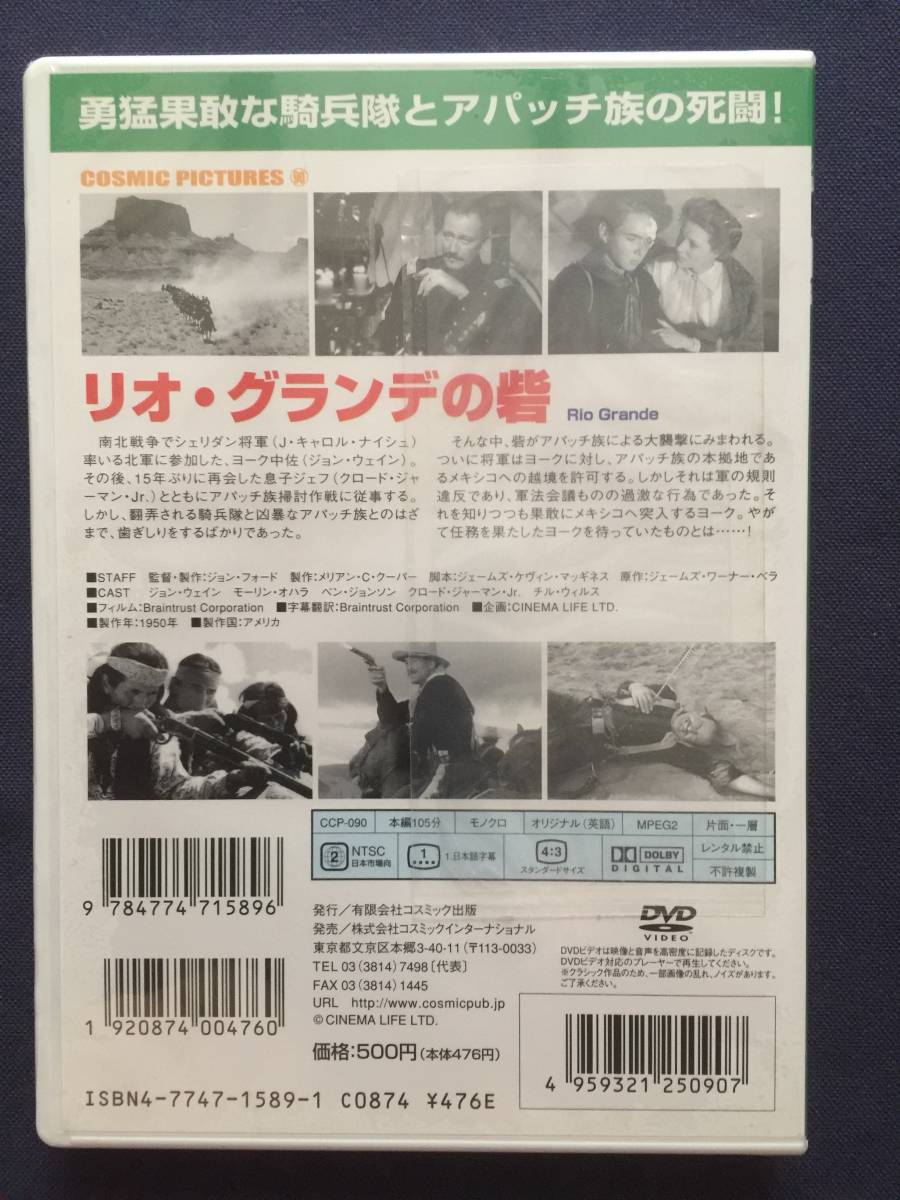 勇猛果敢な騎兵隊とアパッチ族の死闘!
COSMIC PICTURES 90
リオ・グランデの砦 Rio Grande
南北戦争でシェリダン将軍(J・キャロル・ナイシュ)
率いる北軍に参加した、ヨーク中佐(ジョン・ウェイン)。
その後、15年ぶりに再会した息子ジェフ(クロード・ジャ
ーマン・Jr.)とともにアパッチ族掃討作戦に従事する。
しかし、翻弄される騎兵隊と凶暴なアパッチ族とのはざ
まで、歯ぎしりをするばかりであった。
そんな中、砦がアパッチ族による大襲撃にみまわれる。
ついに将軍はヨークに対し、アパッチ族の本拠地であ
るメキシコへの越境を許可する。しかしそれは軍の規則
違反であり、軍法会議ものの過激な行為であった。そ
れを知りつつも果敢にメキシコへ突入するヨーク。やが
て任務を果たしたヨークを待っていたものとは……!
■STAFF 監督・製作:ジョン・フォード 製作:メリアン・C・クーパー 脚本:ジェームズ・ケヴィン・マッギネス 原作:ジェームズ・ワーナー・ベラ
■CAST ジョン・ウェイン モーリン・オハラ ベン・ジョンソン クロード・ジャーマン・Jr. チル・ウィルス
■フィルム:Braintrust Corporation ■字幕翻訳:Braintrust Corporation ■企画:CINEMA LIFE LTD.
■製作年:1950年 ■製作国:アメリカ
CCP-090 本編105分 モノクロ オリジナル(英語) MPEG2 片面・一層
2 NTSC 日本市場向 1 1.日本語字幕 4:3 スタンダードサイズ DOLBY DIGITAL レンタル禁止
不許複製
9 784774 715896
発行/有限会社コスミック出版
発売/株式会社コスミックインターナショナル
東京都文京区本郷3-40-11(〒113-0033)
TEL 03(3814)7498〔代表〕
FAX 03(3814)1445
URL http://www.cosmicpub.jp
©CINEMA LIFE LTD.
価格:500円(本体476円)
DVD VIDEO
DVDビデオは映像と音声を高密度に記録したディスクです。
DVDビデオ対応のプレーヤーで再生してください。
※クラシック作品のため、一部画像の乱れ、ノイズがあります。
ご了承ください。
1 920874 004760
4 959321 250907
ISBN4-7747-1589-1 C0874 ¥476E